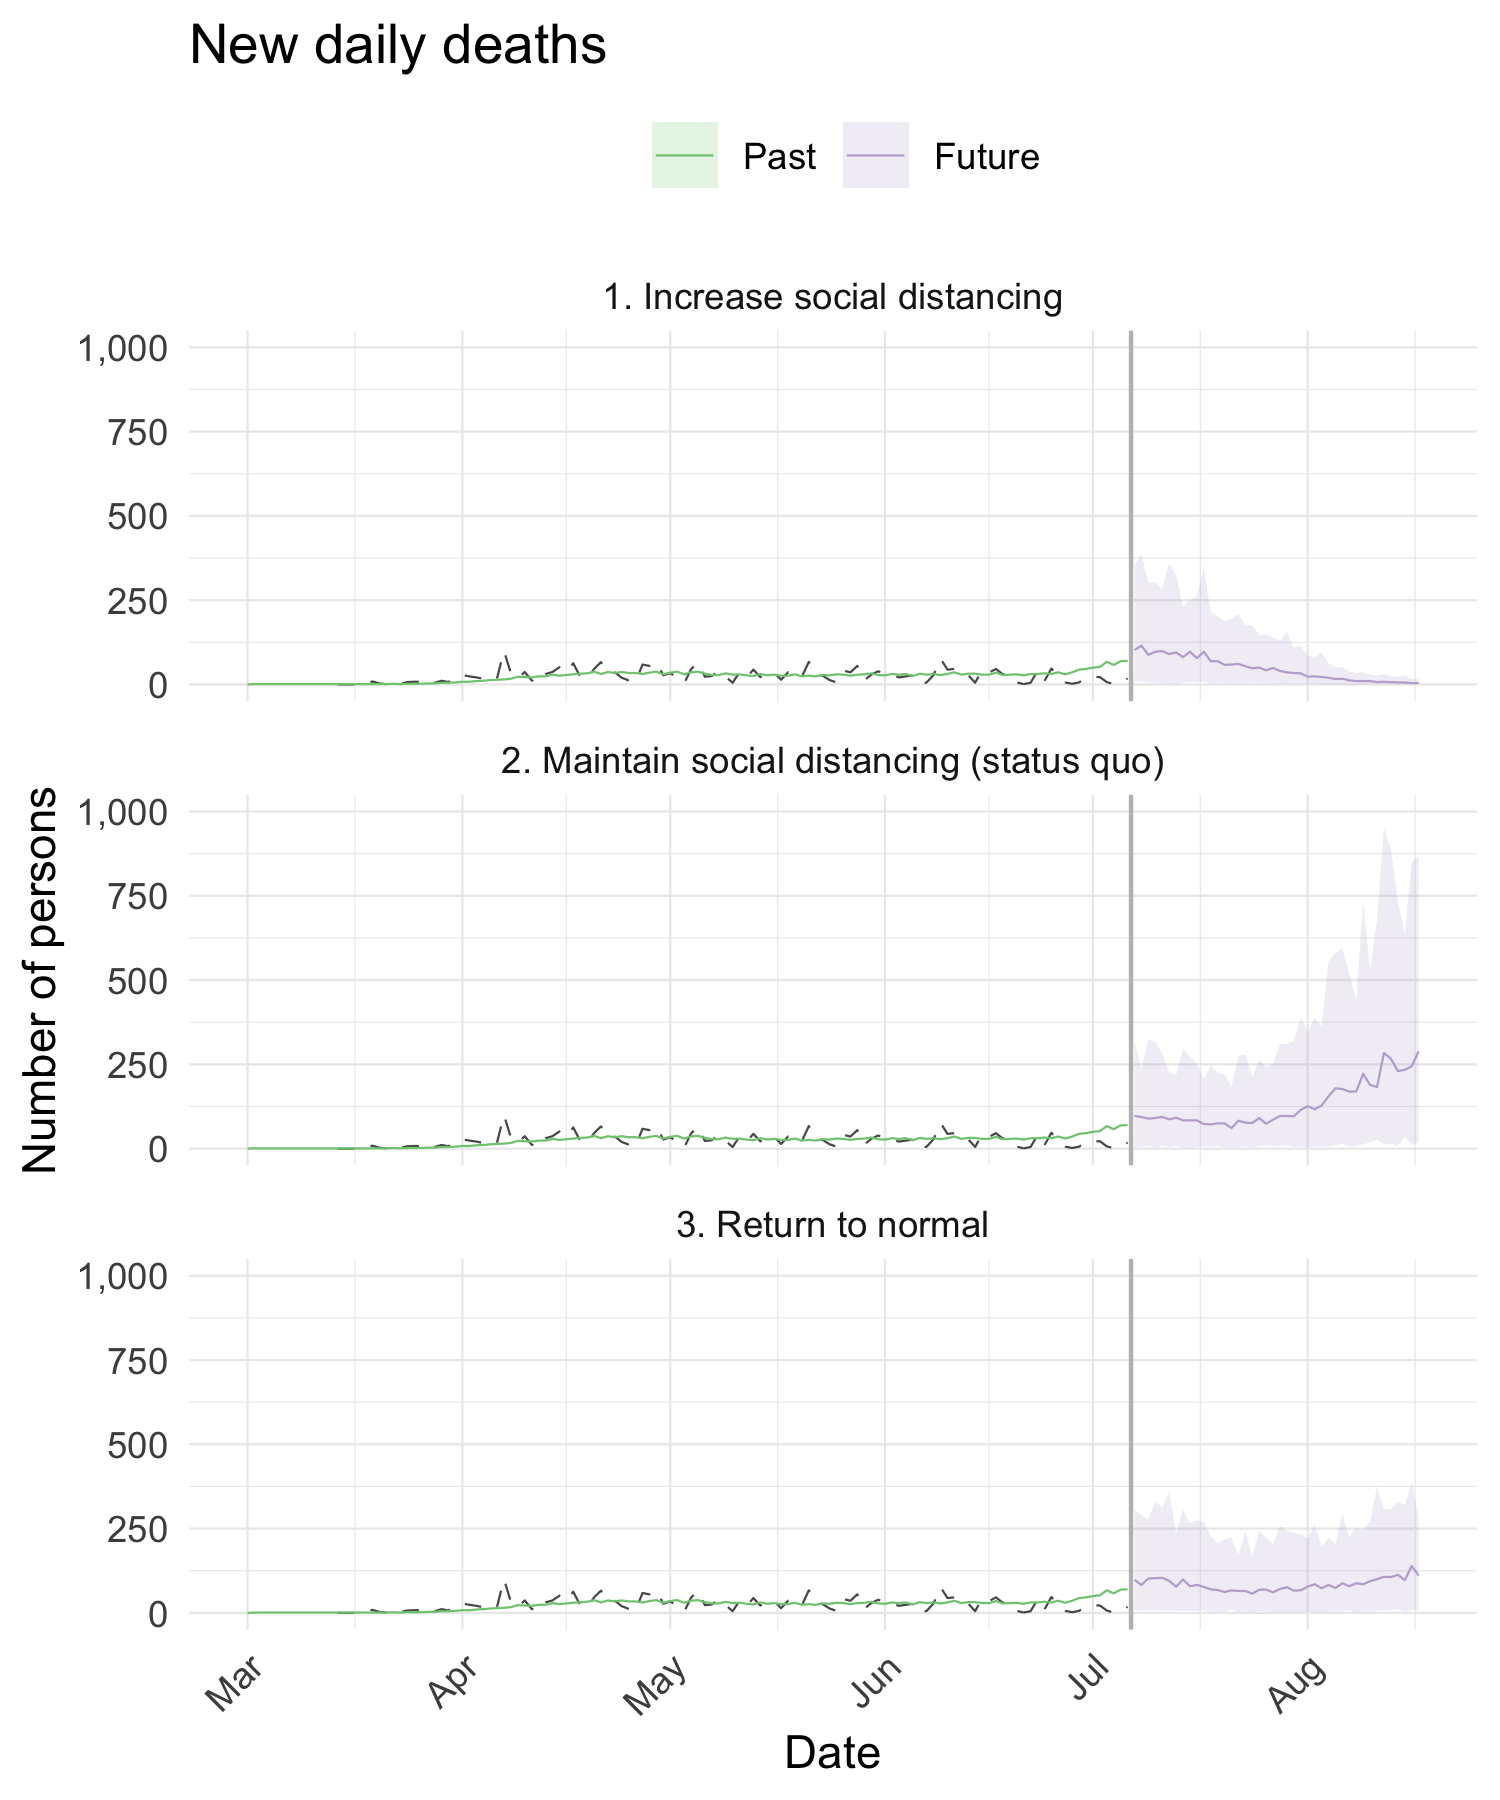 New daily deaths
Past
Future
1. Increase social distancing
1,000
750
500
250
0
2. Maintain social distancing (status quo)
1,000
750
500
250
0
3. Return to normal
1,000
750
500
250
0
Number of persons
Mar
Apr
May
Jun
Jul
Aug
Date